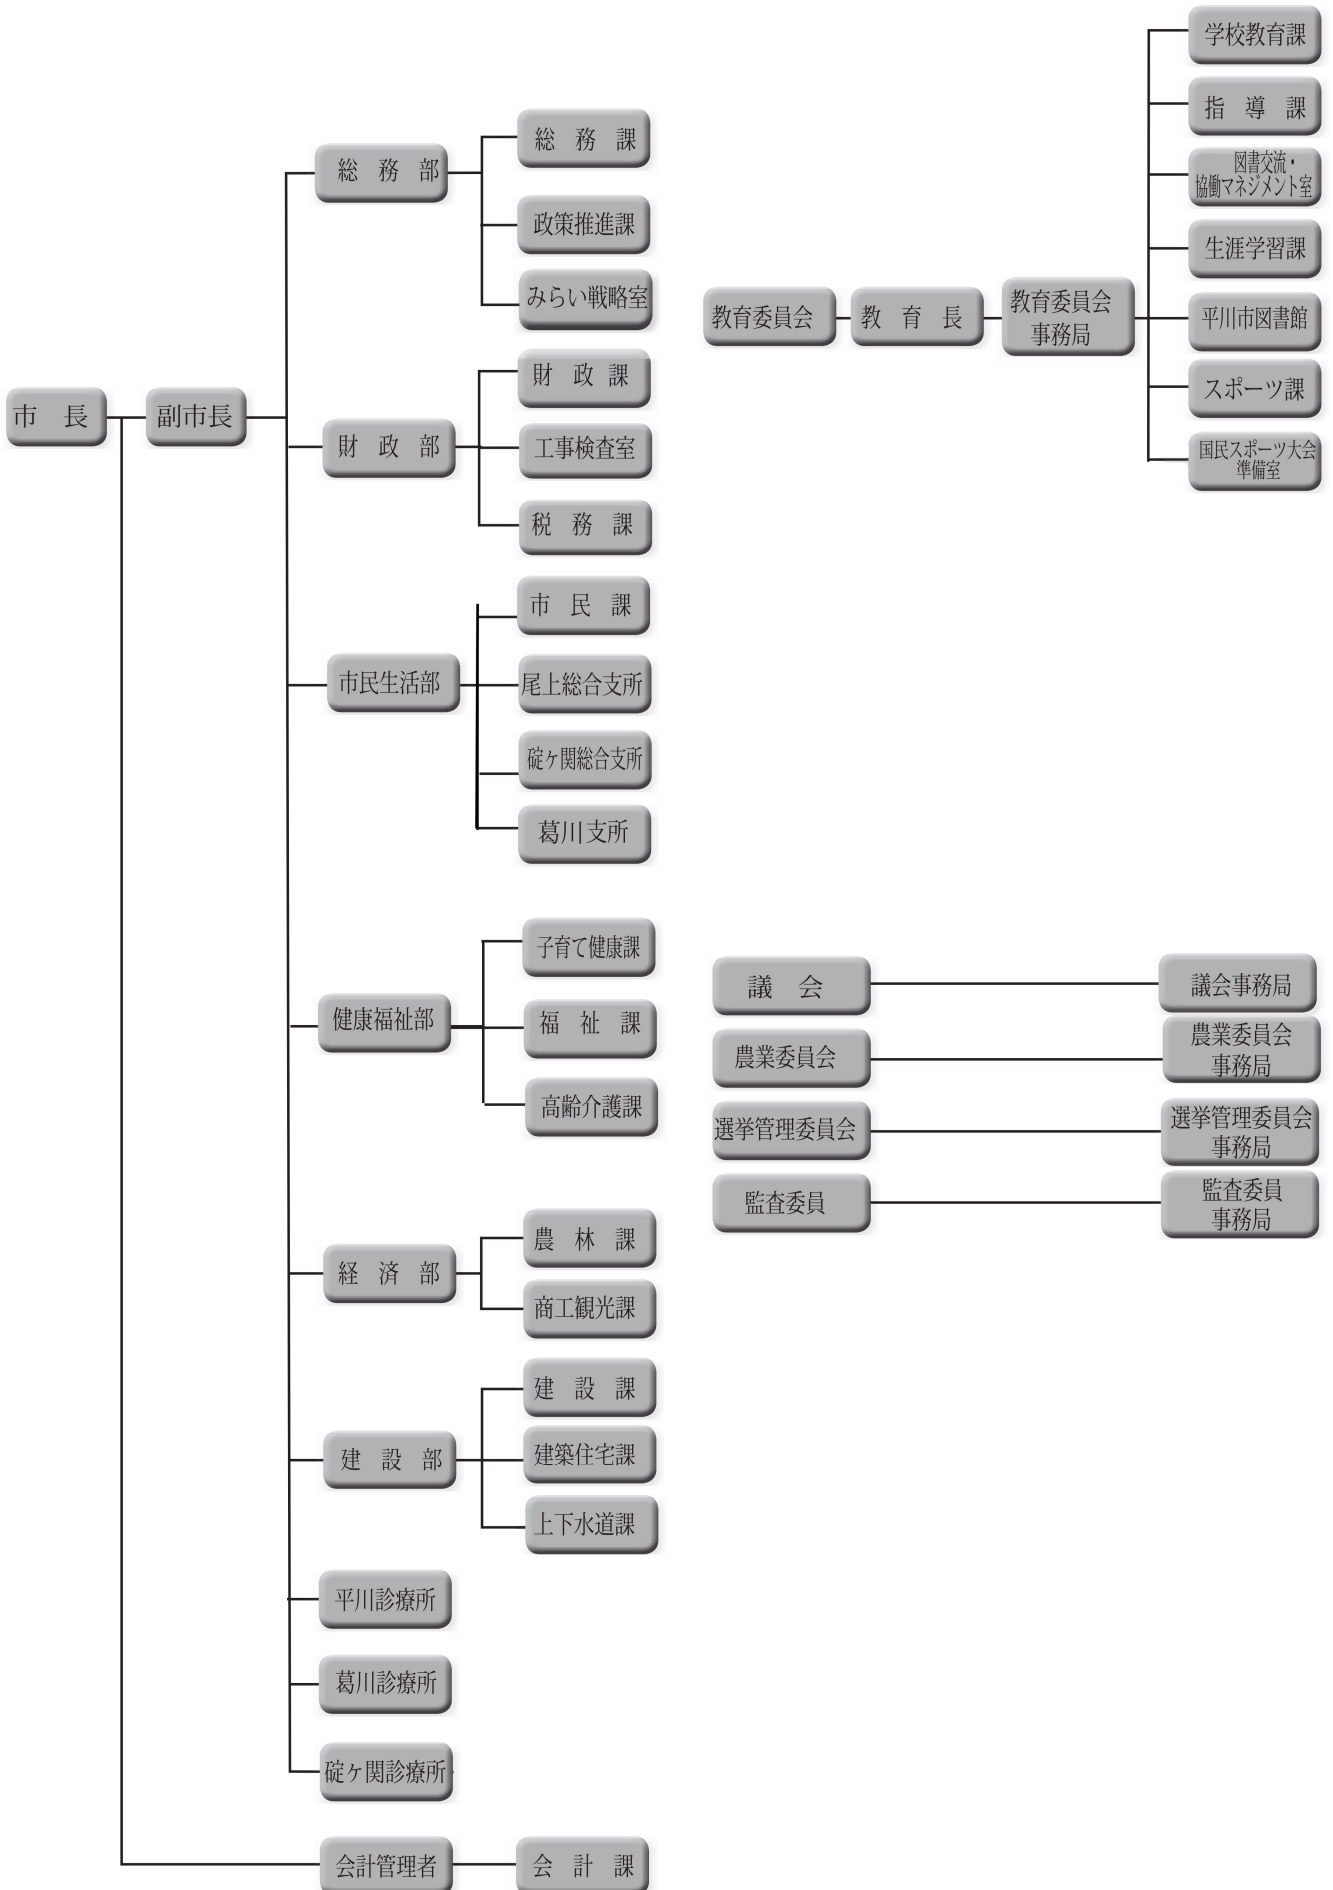 市　長
副市長
総　務　部
総　務　課
政策推進課
みらい戦略室
財　政　部
財　政　課
工事検査室
税　務　課
市民生活部
市　民　課
尾上総合支所
碇ヶ関総合支所
葛川支所
健康福祉部
子育て健康課
福　祉　課
高齢介護課
経　済　部
農　林　課
商工観光課
建　設　部
建　設　課
建築住宅課
上下水道課
平川診療所
葛川診療所
碇ヶ関診療所
会計管理者
会　計　課
教育委員会
教　育　長
教育委員会
事務局
学校教育課
指　導　課
図書交流・
協働マネジメント室
生涯学習課
平川市図書館
スポーツ課
国民スポーツ大会
準備室
議　会
議会事務局
農業委員会
農業委員会
事務局
選挙管理委員会
選挙管理委員会
事務局
監査委員
監査委員
事務局